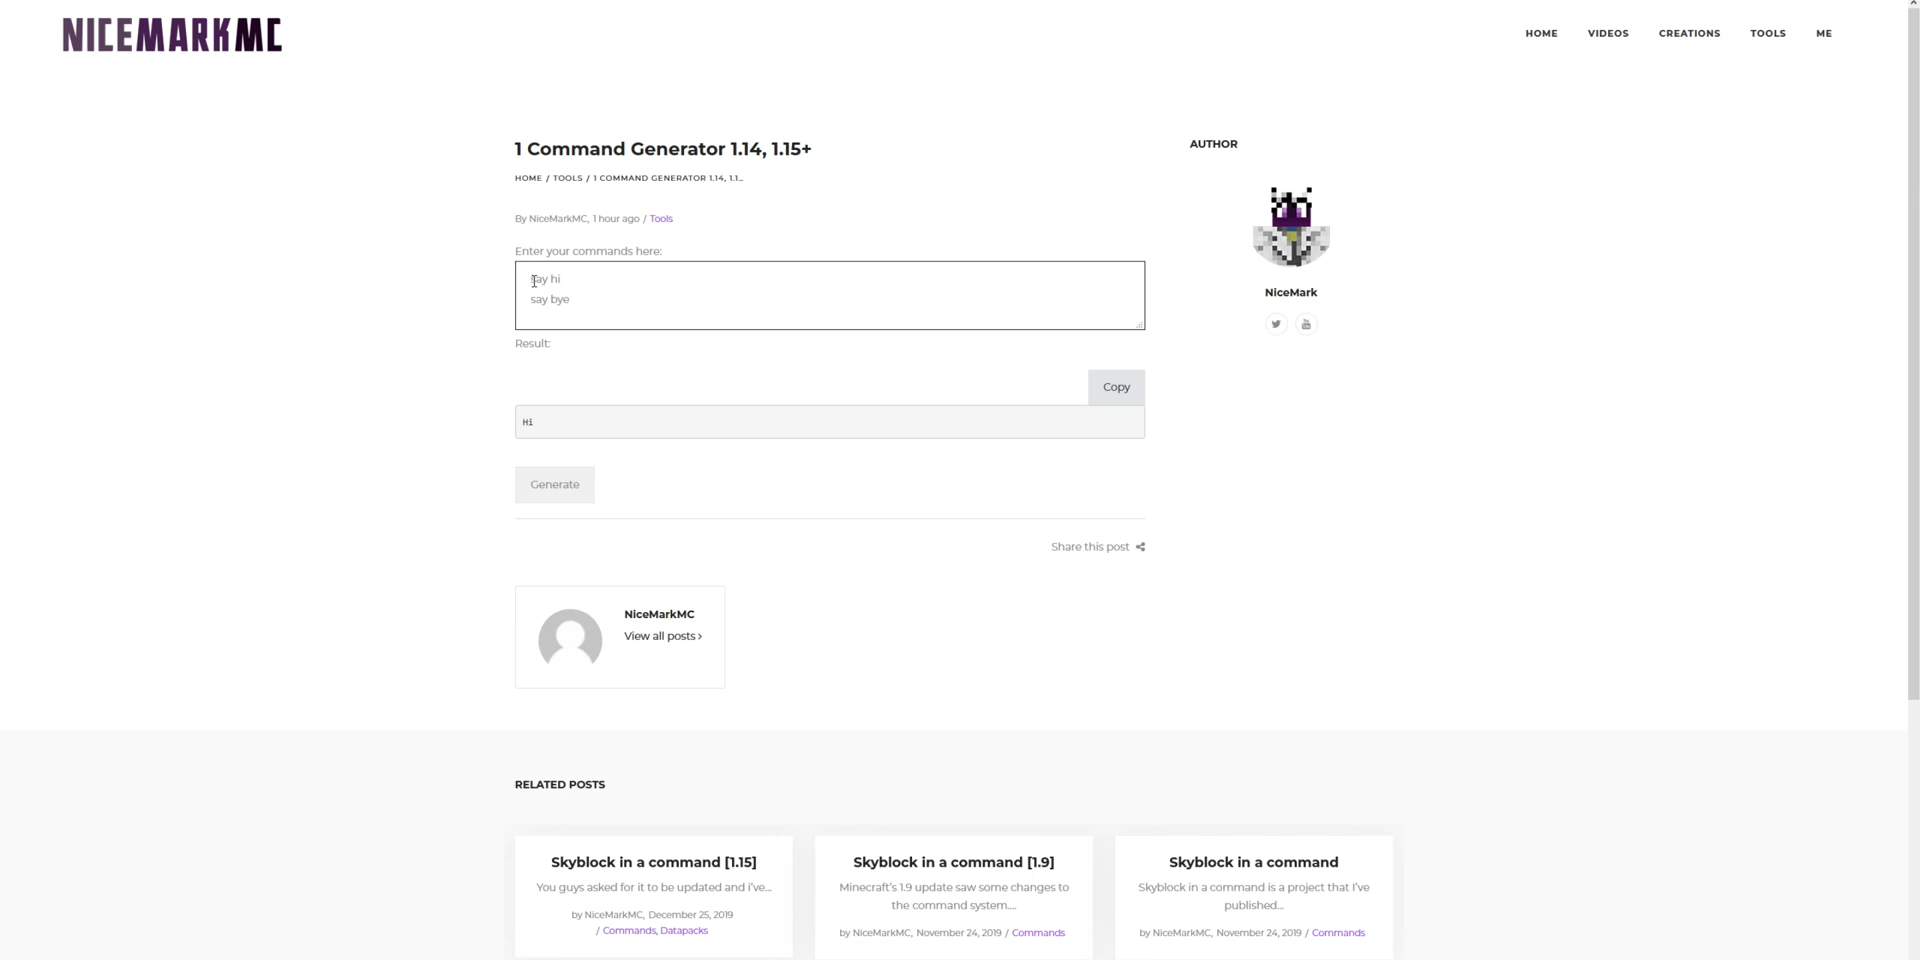 NICEMARKMC
HOME VIDEOS CREATIONS TOOLS ME
1 Command Generator 1.14, 1.15+
HOME / TOOLS / 1 COMMAND GENERATOR 1.14, 1.1...
By NiceMarkMC, 1 hour ago / Tools
Enter your commands here:
say hi
say bye
Result:
Copy
Hi
Generate
Share this post
NiceMarkMC
View all posts ›
AUTHOR
NiceMark
RELATED POSTS
Skyblock in a command [1.15]
You guys asked for it to be updated and i've...
by NiceMarkMC, December 25, 2019
/ Commands, Datapacks
Skyblock in a command [1.9]
Minecraft's 1.9 update saw some changes to
the command system....
by NiceMarkMC, November 24, 2019 / Commands
Skyblock in a command
Skyblock in a command is a project that I've
published...
by NiceMarkMC, November 24, 2019 / Commands